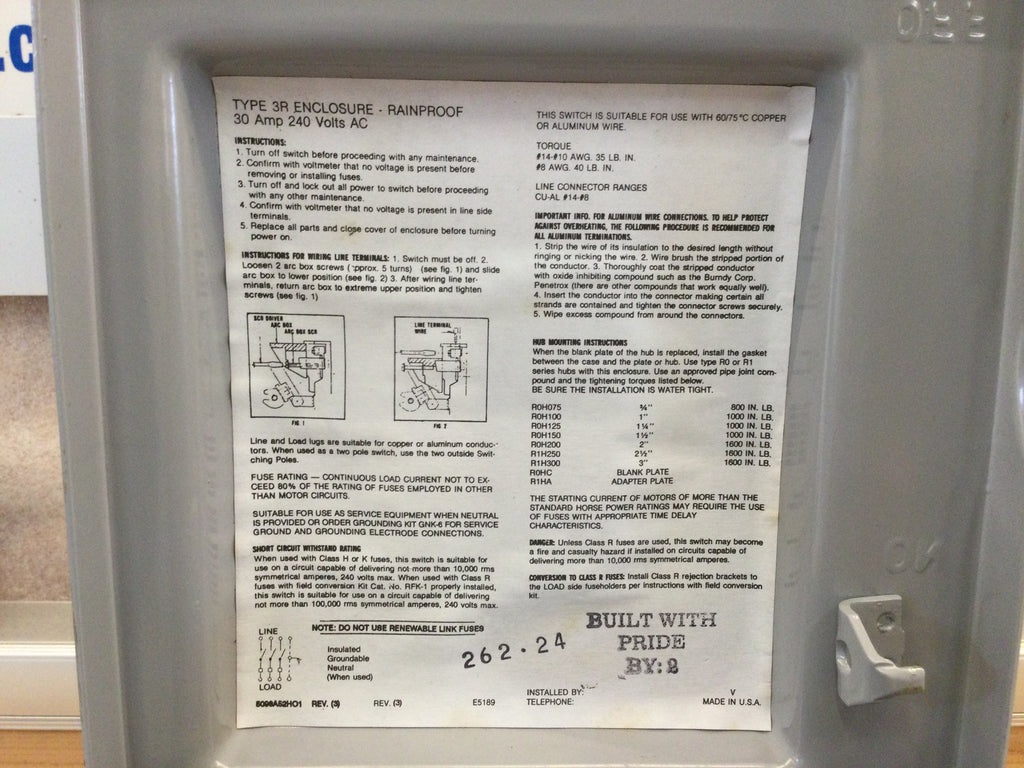 .C
OFF
TYPE 3R ENCLOSURE - RAINPROOF
30 Amp 240 Volts AC
INSTRUCTIONS:
1. Turn off switch before proceeding with any maintenance.
2. Confirm with voltmeter that no voltage is present before
removing or installing fuses.
3. Turn off and lock out all power to switch before proceeding
with any other maintenance.
4. Confirm with voltmeter that no voltage is present in line side
terminals.
5. Replace all parts and close cover of enclosure before turning
power on.
INSTRUCTIONS FOR WIRING LINE TERMINALS: 1. Switch must be off. 2.
Loosen 2 arc box screws (approx. 5 turns) (see fig. 1) and slide
arc box to lower position (see fig. 2) 3. After wiring line ter-
minals, return arc box to extreme upper position and tighten
screws (see fig. 1)
SCR DRIVER
ARC BOX
ARC BOX SCR
FIG 1
LINE TERMINAL
WIRE
FIG 2
Line and Load lugs are suitable for copper or aluminum conduc-
tors. When used as a two pole switch, use the two outside Swit-
ching Poles.
FUSE RATING — CONTINUOUS LOAD CURRENT NOT TO EX-
CEED 80% OF THE RATING OF FUSES EMPLOYED IN OTHER
THAN MOTOR CIRCUITS.
SUITABLE FOR USE AS SERVICE EQUIPMENT WHEN NEUTRAL
IS PROVIDED OR ORDER GROUNDING KIT GNK-6 FOR SERVICE
GROUND AND GROUNDING ELECTRODE CONNECTIONS.
SHORT CIRCUIT WITHSTAND RATING
When used with Class H or K fuses, this switch is suitable for
use on a circuit capable of delivering not more than 10,000 rms
symmetrical amperes, 240 volts max. When used with Class R
fuses with field conversion Kit Cat. No. RFK-1 properly installed,
this switch is suitable for use on a circuit capable of delivering
not more than 100,000 rms symmetrical amperes, 240 volts max.
LINE
LOAD
NOTE: DO NOT USE RENEWABLE LINK FUSES
Insulated
Groundable
Neutral
(When used)
5098A52H01 REV. (3) REV. (3) E5189
THIS SWITCH IS SUITABLE FOR USE WITH 60/75°C COPPER
OR ALUMINUM WIRE.
TORQUE
#14-#10 AWG. 35 LB. IN.
#8 AWG. 40 LB. IN.
LINE CONNECTOR RANGES
CU-AL #14-#8
IMPORTANT INFO. FOR ALUMINUM WIRE CONNECTIONS. TO HELP PROTECT
AGAINST OVERHEATING, THE FOLLOWING PROCEDURE IS RECOMMENDED FOR
ALL ALUMINUM TERMINATIONS.
1. Strip the wire of its insulation to the desired length without
ringing or nicking the wire. 2. Wire brush the stripped portion of
the conductor. 3. Thoroughly coat the stripped conductor
with oxide inhibiting compound such as the Burndy Corp.
Penetrox (there are other compounds that work equally well).
4. Insert the conductor into the connector making certain all
strands are contained and tighten the connector screws securely.
5. Wipe excess compound from around the connectors.
HUB MOUNTING INSTRUCTIONS
When the blank plate of the hub is replaced, install the gasket
between the case and the plate or hub. Use type R0 or R1
series hubs with this enclosure. Use an approved pipe joint com-
pound and the tightening torques listed below.
BE SURE THE INSTALLATION IS WATER TIGHT.
R0H075 ¾" 800 IN. LB.
R0H100 1" 1000 IN. LB.
R0H125 1¼" 1000 IN. LB.
R0H150 1½" 1000 IN. LB.
R0H200 2" 1600 IN. LB.
R1H250 2½" 1600 IN. LB.
R1H300 3" 1600 IN. LB.
R0HC BLANK PLATE
R1HA ADAPTER PLATE
THE STARTING CURRENT OF MOTORS OF MORE THAN THE
STANDARD HORSE POWER RATINGS MAY REQUIRE THE USE
OF FUSES WITH APPROPRIATE TIME DELAY
CHARACTERISTICS.
DANGER: Unless Class R fuses are used, this switch may become
a fire and casualty hazard if installed on circuits capable of
delivering more than 10,000 rms symmetrical amperes.
CONVERSION TO CLASS R FUSES: Install Class R rejection brackets to
the LOAD side fuseholders per instructions with field conversion
kit.
262.24
BUILT WITH
PRIDE
BY: 2
INSTALLED BY:
TELEPHONE:
V
MADE IN U.S.A.